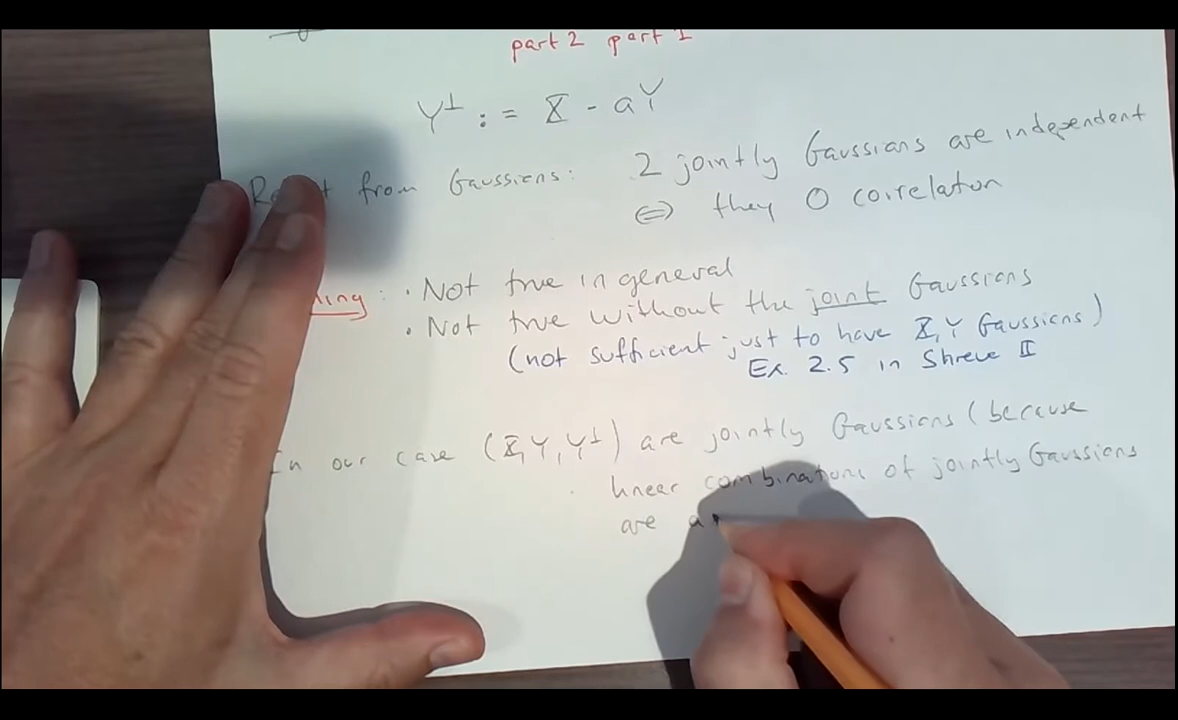 part 2 part 1
Y⊥ := X - aY
from Gaussians: 2 jointly Gaussians are independent
⇔ they 0 correlation
: · Not true in general
· Not true without the joint Gaussians
(not sufficient just to have X, Y Gaussians)
Ex. 2.5 in Shreve II
In our case (X, Y, Y⊥) are jointly Gaussians (because
linear combinations of jointly Gaussions
are